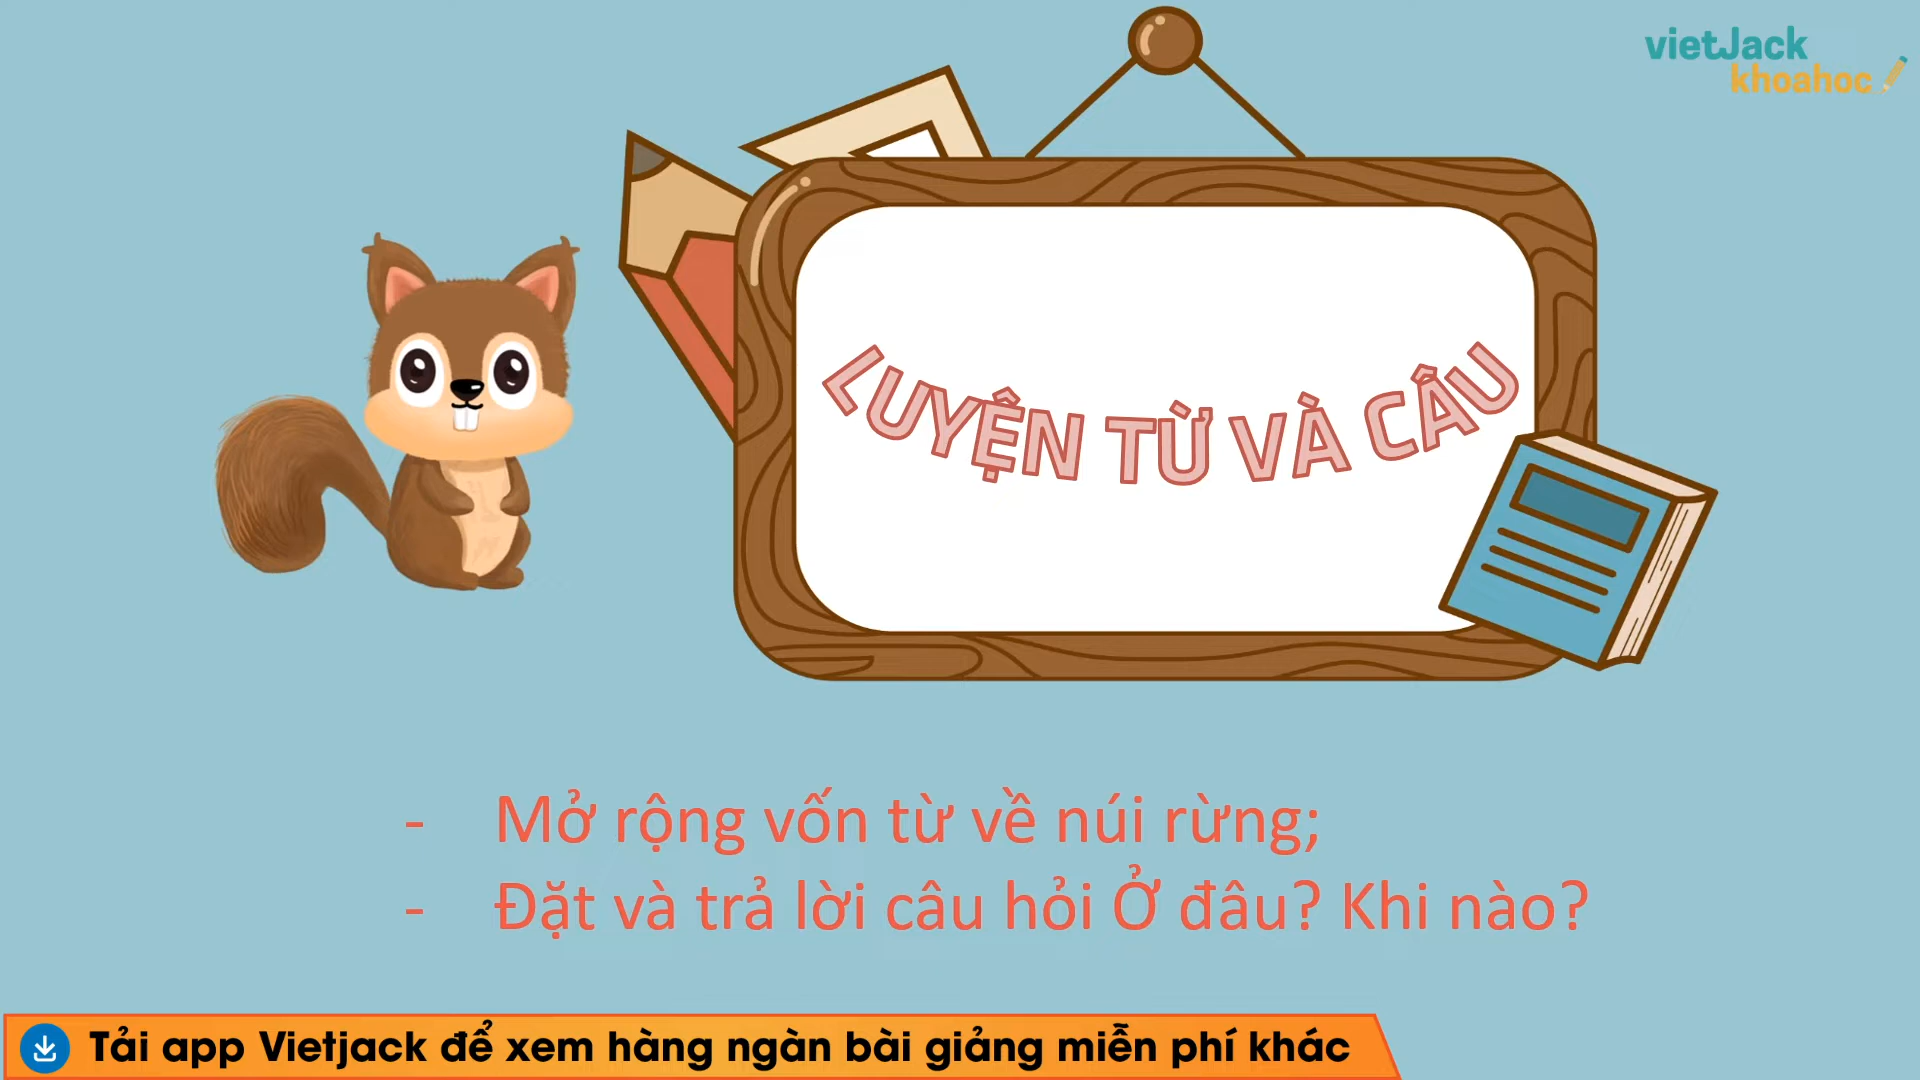 vietJack
khoahoc
LUYỆN TỪ VÀ CÂU
- Mở rộng vốn từ về núi rừng;
- Đặt và trả lời câu hỏi Ở đâu? Khi nào?
Tải app Vietjack để xem hàng ngàn bài giảng miễn phí khác